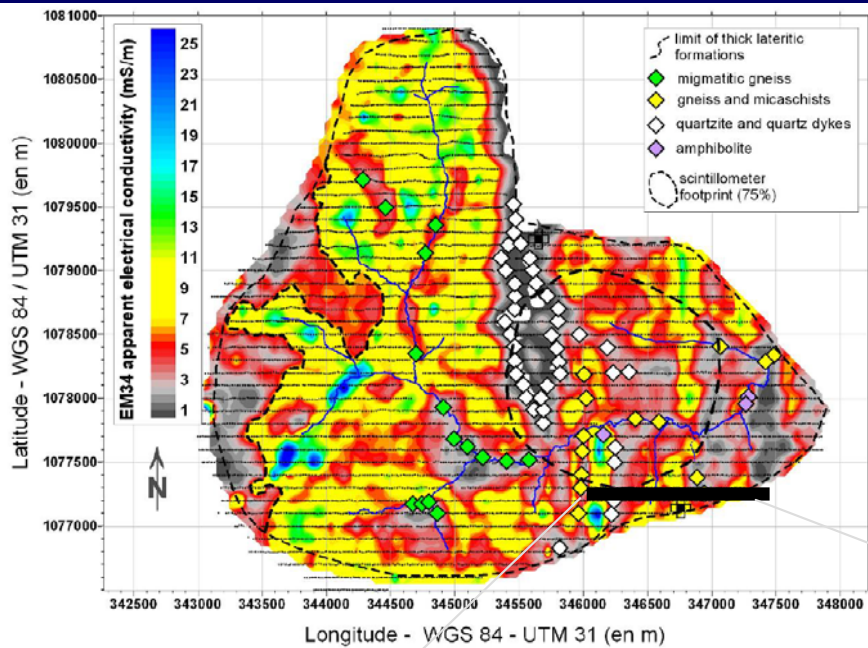 1081000
1080500
1080000
1079500
1079000
1078500
1078000
1077500
1077000
Latitude - WGS 84 / UTM 31 (en m)
EM34 apparent electrical conductivity (mS/m)
25
23
21
19
17
15
13
11
9
7
5
3
1
N
limit of thick lateritic
formations
migmatitic gneiss
gneiss and micaschists
quartzite and quartz dykes
amphibolite
scintillometer
footprint (75%)
342500 343000 343500 344000 344500 345000 345500 346000 346500 347000 347500 348000
Longitude - WGS 84 - UTM 31 (en m)